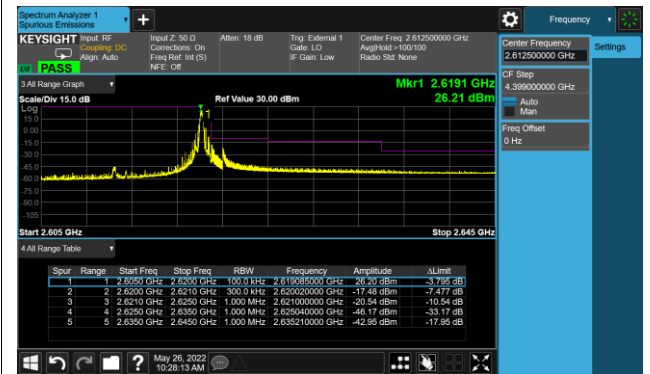 Spectrum Analyzer 1
Spurious Emissions
Frequency
KEYSIGHT
Input: RF
Coupling: DC
Align: Auto
Input Z: 50 Ω
Corrections: On
Freq Ref: Int (S)
NFE: Off
Atten: 18 dB
Trig: External 1
Gate: LO
IF Gain: Low
Center Freq: 2.612500000 GHz
Avg|Hold:>100/100
Radio Std: None
PASS
Center Frequency
2.612500000 GHz
Settings
CF Step
4.399000000 GHz
Auto
Man
Freq Offset
0 Hz
3 All Range Graph
Mkr1 2.6191 GHz
Scale/Div 15.0 dB
Ref Value 30.00 dBm
26.21 dBm
Log
15.0
0.00
-15.0
-30.0
-45.0
-60.0
-75.0
-90.0
-105
1
Start 2.605 GHz
Stop 2.645 GHz
4 All Range Table
Spur Range Start Freq Stop Freq RBW Frequency Amplitude ΔLimit
1 1 2.6050 GHz 2.6200 GHz 100.0 kHz 2.619085000 GHz 26.20 dBm -3.795 dB
2 2 2.6200 GHz 2.6210 GHz 300.0 kHz 2.620020000 GHz -17.48 dBm -7.477 dB
3 3 2.6210 GHz 2.6250 GHz 1.000 MHz 2.621000000 GHz -20.54 dBm -10.54 dB
4 4 2.6250 GHz 2.6350 GHz 1.000 MHz 2.625040000 GHz -46.17 dBm -33.17 dB
5 5 2.6350 GHz 2.6450 GHz 1.000 MHz 2.635210000 GHz -42.95 dBm -17.95 dB
?
May 26, 2022
10:28:13 AM